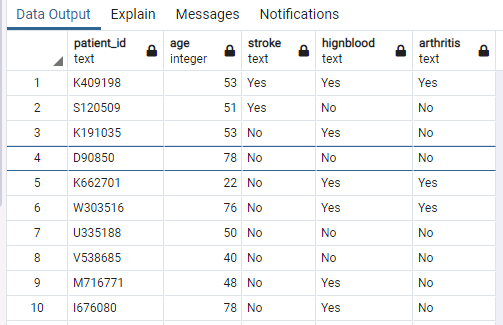 Data Output Explain Messages Notifications
patient_id age stroke hignblood arthritis
text integer text text text
1 K409198 53 Yes Yes Yes
2 S120509 51 Yes No No
3 K191035 53 No Yes No
4 D90850 78 No No No
5 K662701 22 No Yes Yes
6 W303516 76 No Yes Yes
7 U335188 50 No No No
8 V538685 40 No No No
9 M716771 48 No Yes No
10 I676080 78 No Yes No